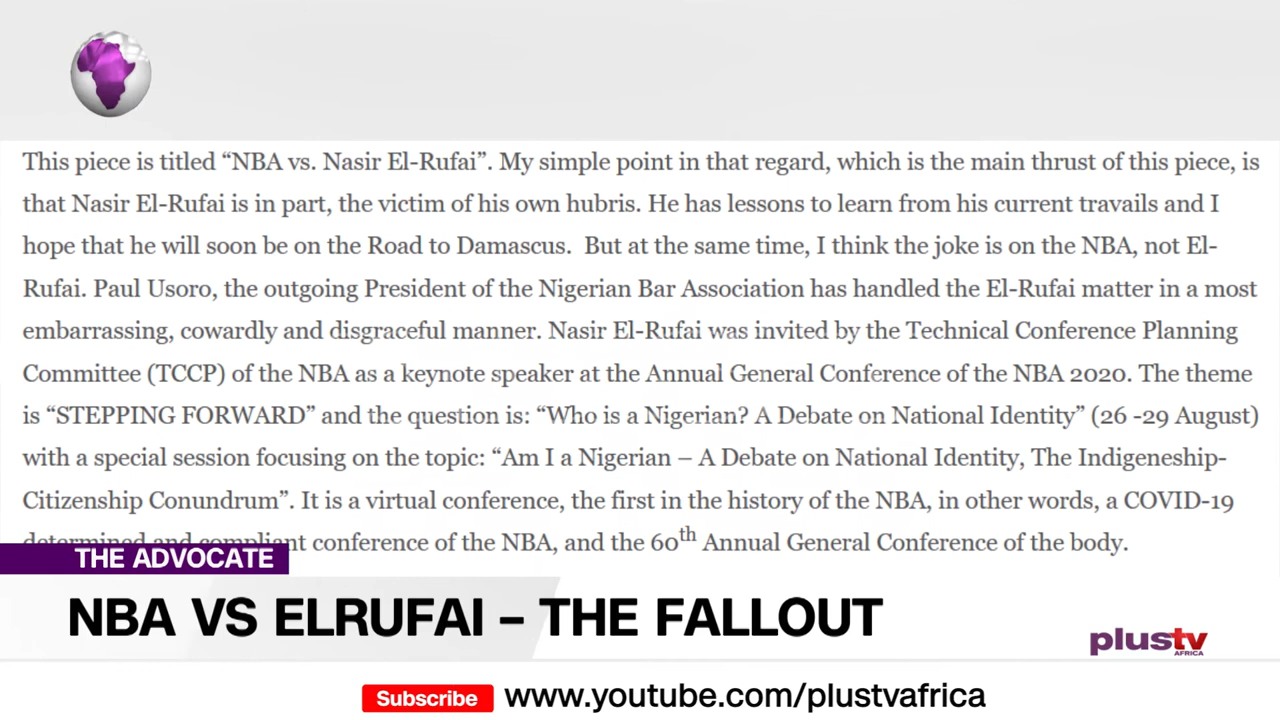 This piece is titled “NBA vs. Nasir El-Rufai”. My simple point in that regard, which is the main thrust of this piece, is
that Nasir El-Rufai is in part, the victim of his own hubris. He has lessons to learn from his current travails and I
hope that he will soon be on the Road to Damascus.  But at the same time, I think the joke is on the NBA, not El-
Rufai. Paul Usoro, the outgoing President of the Nigerian Bar Association has handled the El-Rufai matter in a most
embarrassing, cowardly and disgraceful manner. Nasir El-Rufai was invited by the Technical Conference Planning
Committee (TCCP) of the NBA as a keynote speaker at the Annual General Conference of the NBA 2020. The theme
is “STEPPING FORWARD” and the question is: “Who is a Nigerian? A Debate on National Identity” (26 -29 August)
with a special session focusing on the topic: “Am I a Nigerian – A Debate on National Identity, The Indigeneship-
Citizenship Conundrum”. It is a virtual conference, the first in the history of the NBA, in other words, a COVID-19
determined and compliant conference of the NBA, and the 60th Annual General Conference of the body.
THE ADVOCATE
NBA VS ELRUFAI – THE FALLOUT
plustv
AFRICA
Subscribe www.youtube.com/plustvafrica